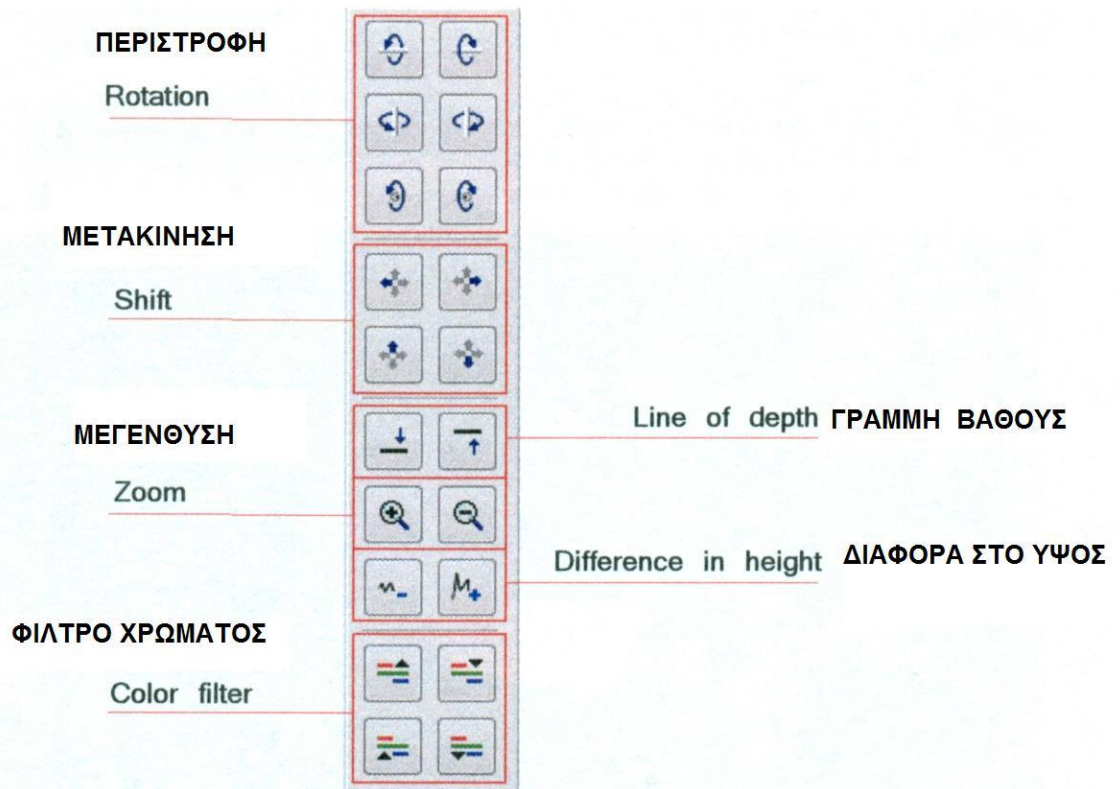 ΠΕΡΙΣΤΡΟΦΗ
Rotation
ΜΕΤΑΚΙΝΗΣΗ
Shift
Line of depth ΓΡΑΜΜΗ ΒΑΘΟΥΣ
ΜΕΓΕΝΘΥΣΗ
Zoom
Difference in height ΔΙΑΦΟΡΑ ΣΤΟ ΥΨΟΣ
ΦΙΛΤΡΟ ΧΡΩΜΑΤΟΣ
Color filter